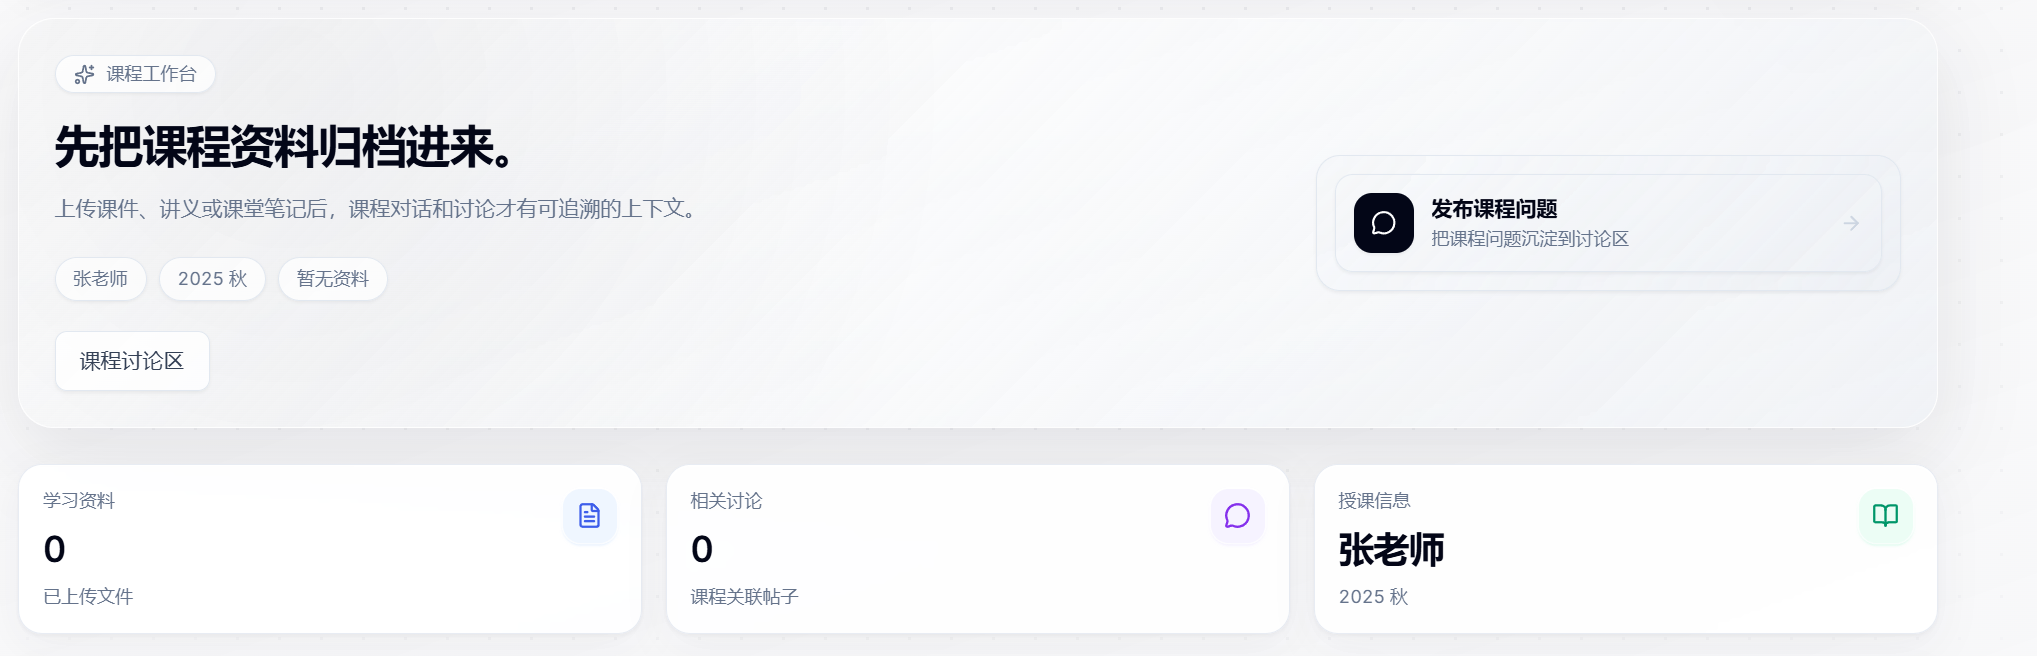 课程工作台
先把课程资料归档进来。
上传课件、讲义或课堂笔记后，课程对话和讨论才有可追溯的上下文。
张老师
2025 秋
暂无资料
课程讨论区
发布课程问题
把课程问题沉淀到讨论区
学习资料
0
已上传文件
相关讨论
0
课程关联帖子
授课信息
张老师
2025 秋